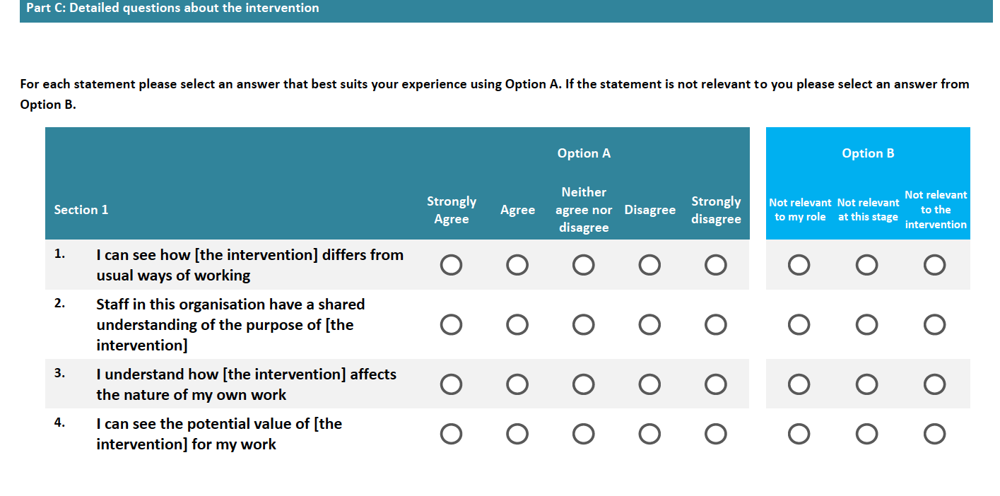 Part C: Detailed questions about the intervention
For each statement please select an answer that best suits your experience using Option A. If the statement is not relevant to you please select an answer from
Option B.
Option A
Option B
Section 1
Strongly
Agree
Agree
Neither
agree nor
disagree
Disagree
Strongly
disagree
Not relevant
to my role
Not relevant
at this stage
Not relevant
to the
intervention
1. I can see how [the intervention] differs from
usual ways of working
2. Staff in this organisation have a shared
understanding of the purpose of [the
intervention]
3. I understand how [the intervention] affects
the nature of my own work
4. I can see the potential value of [the
intervention] for my work